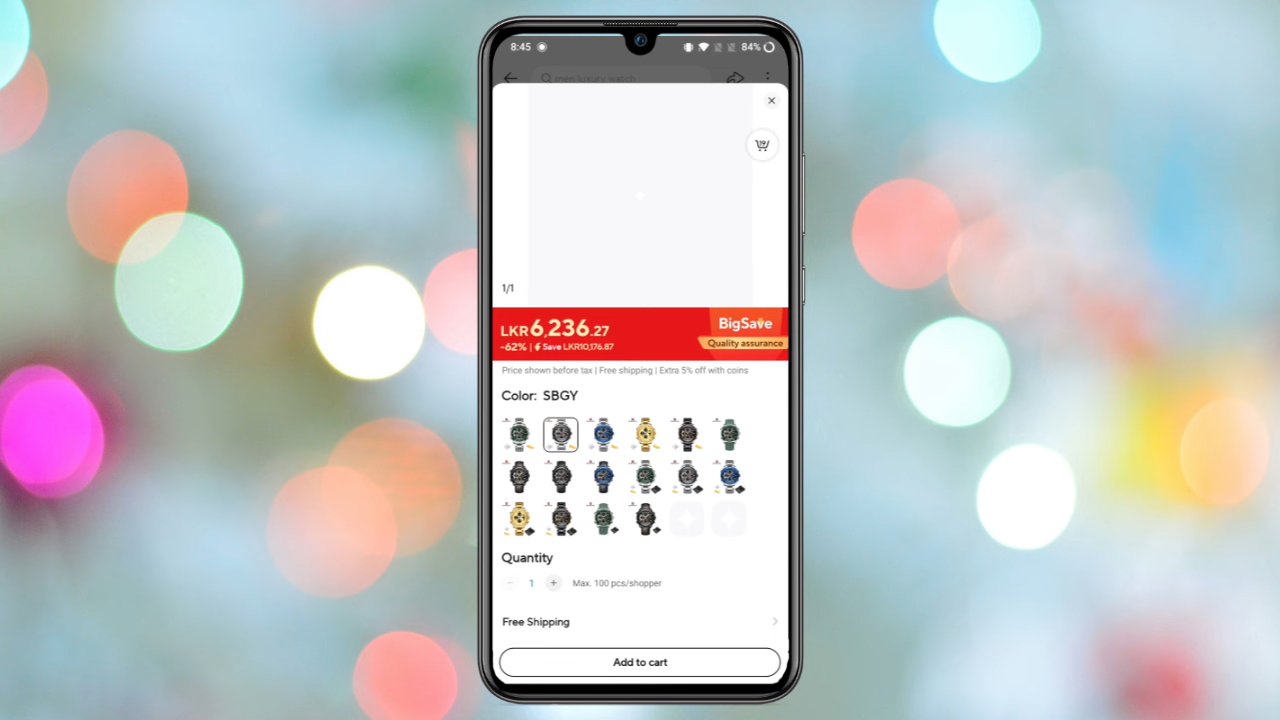 8:45
84%
men luxury watch
19
1/1
LKR6,236.27
BigSave
-62% | Save LKR10,176.87
Quality assurance
Price shown before tax | Free shipping | Extra 5% off with coins
Color: SBGY
Quantity
− 1 + Max. 100 pcs/shopper
Free Shipping
Add to cart